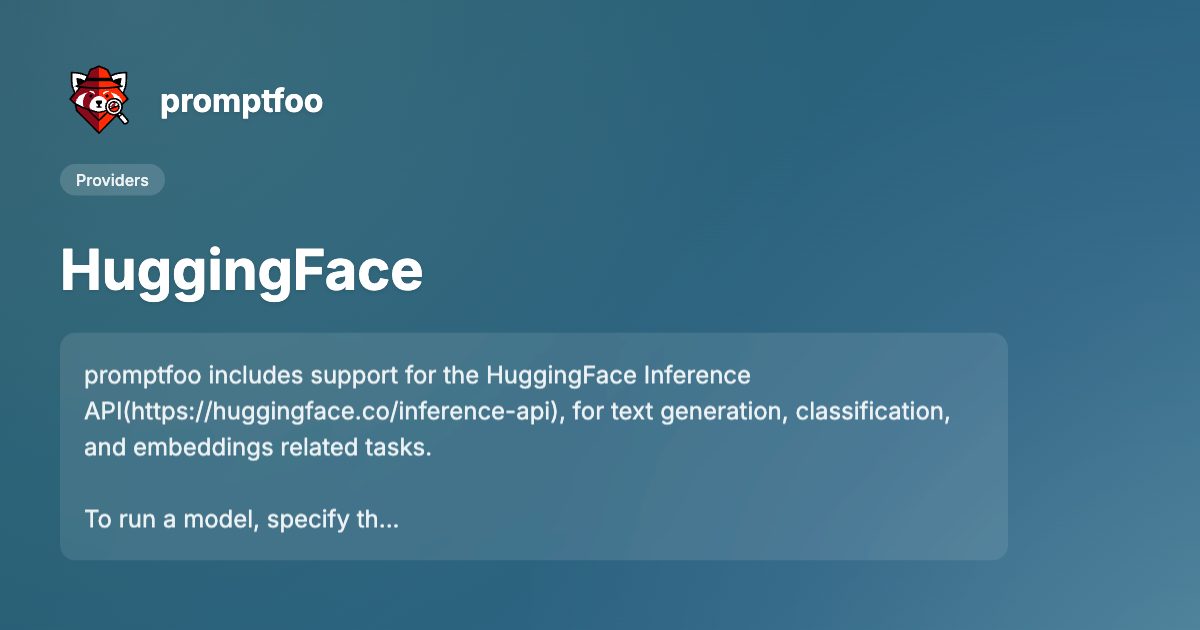 promptfoo
Providers
HuggingFace
promptfoo includes support for the HuggingFace Inference
API(https://huggingface.co/inference-api), for text generation, classification,
and embeddings related tasks.
To run a model, specify th...